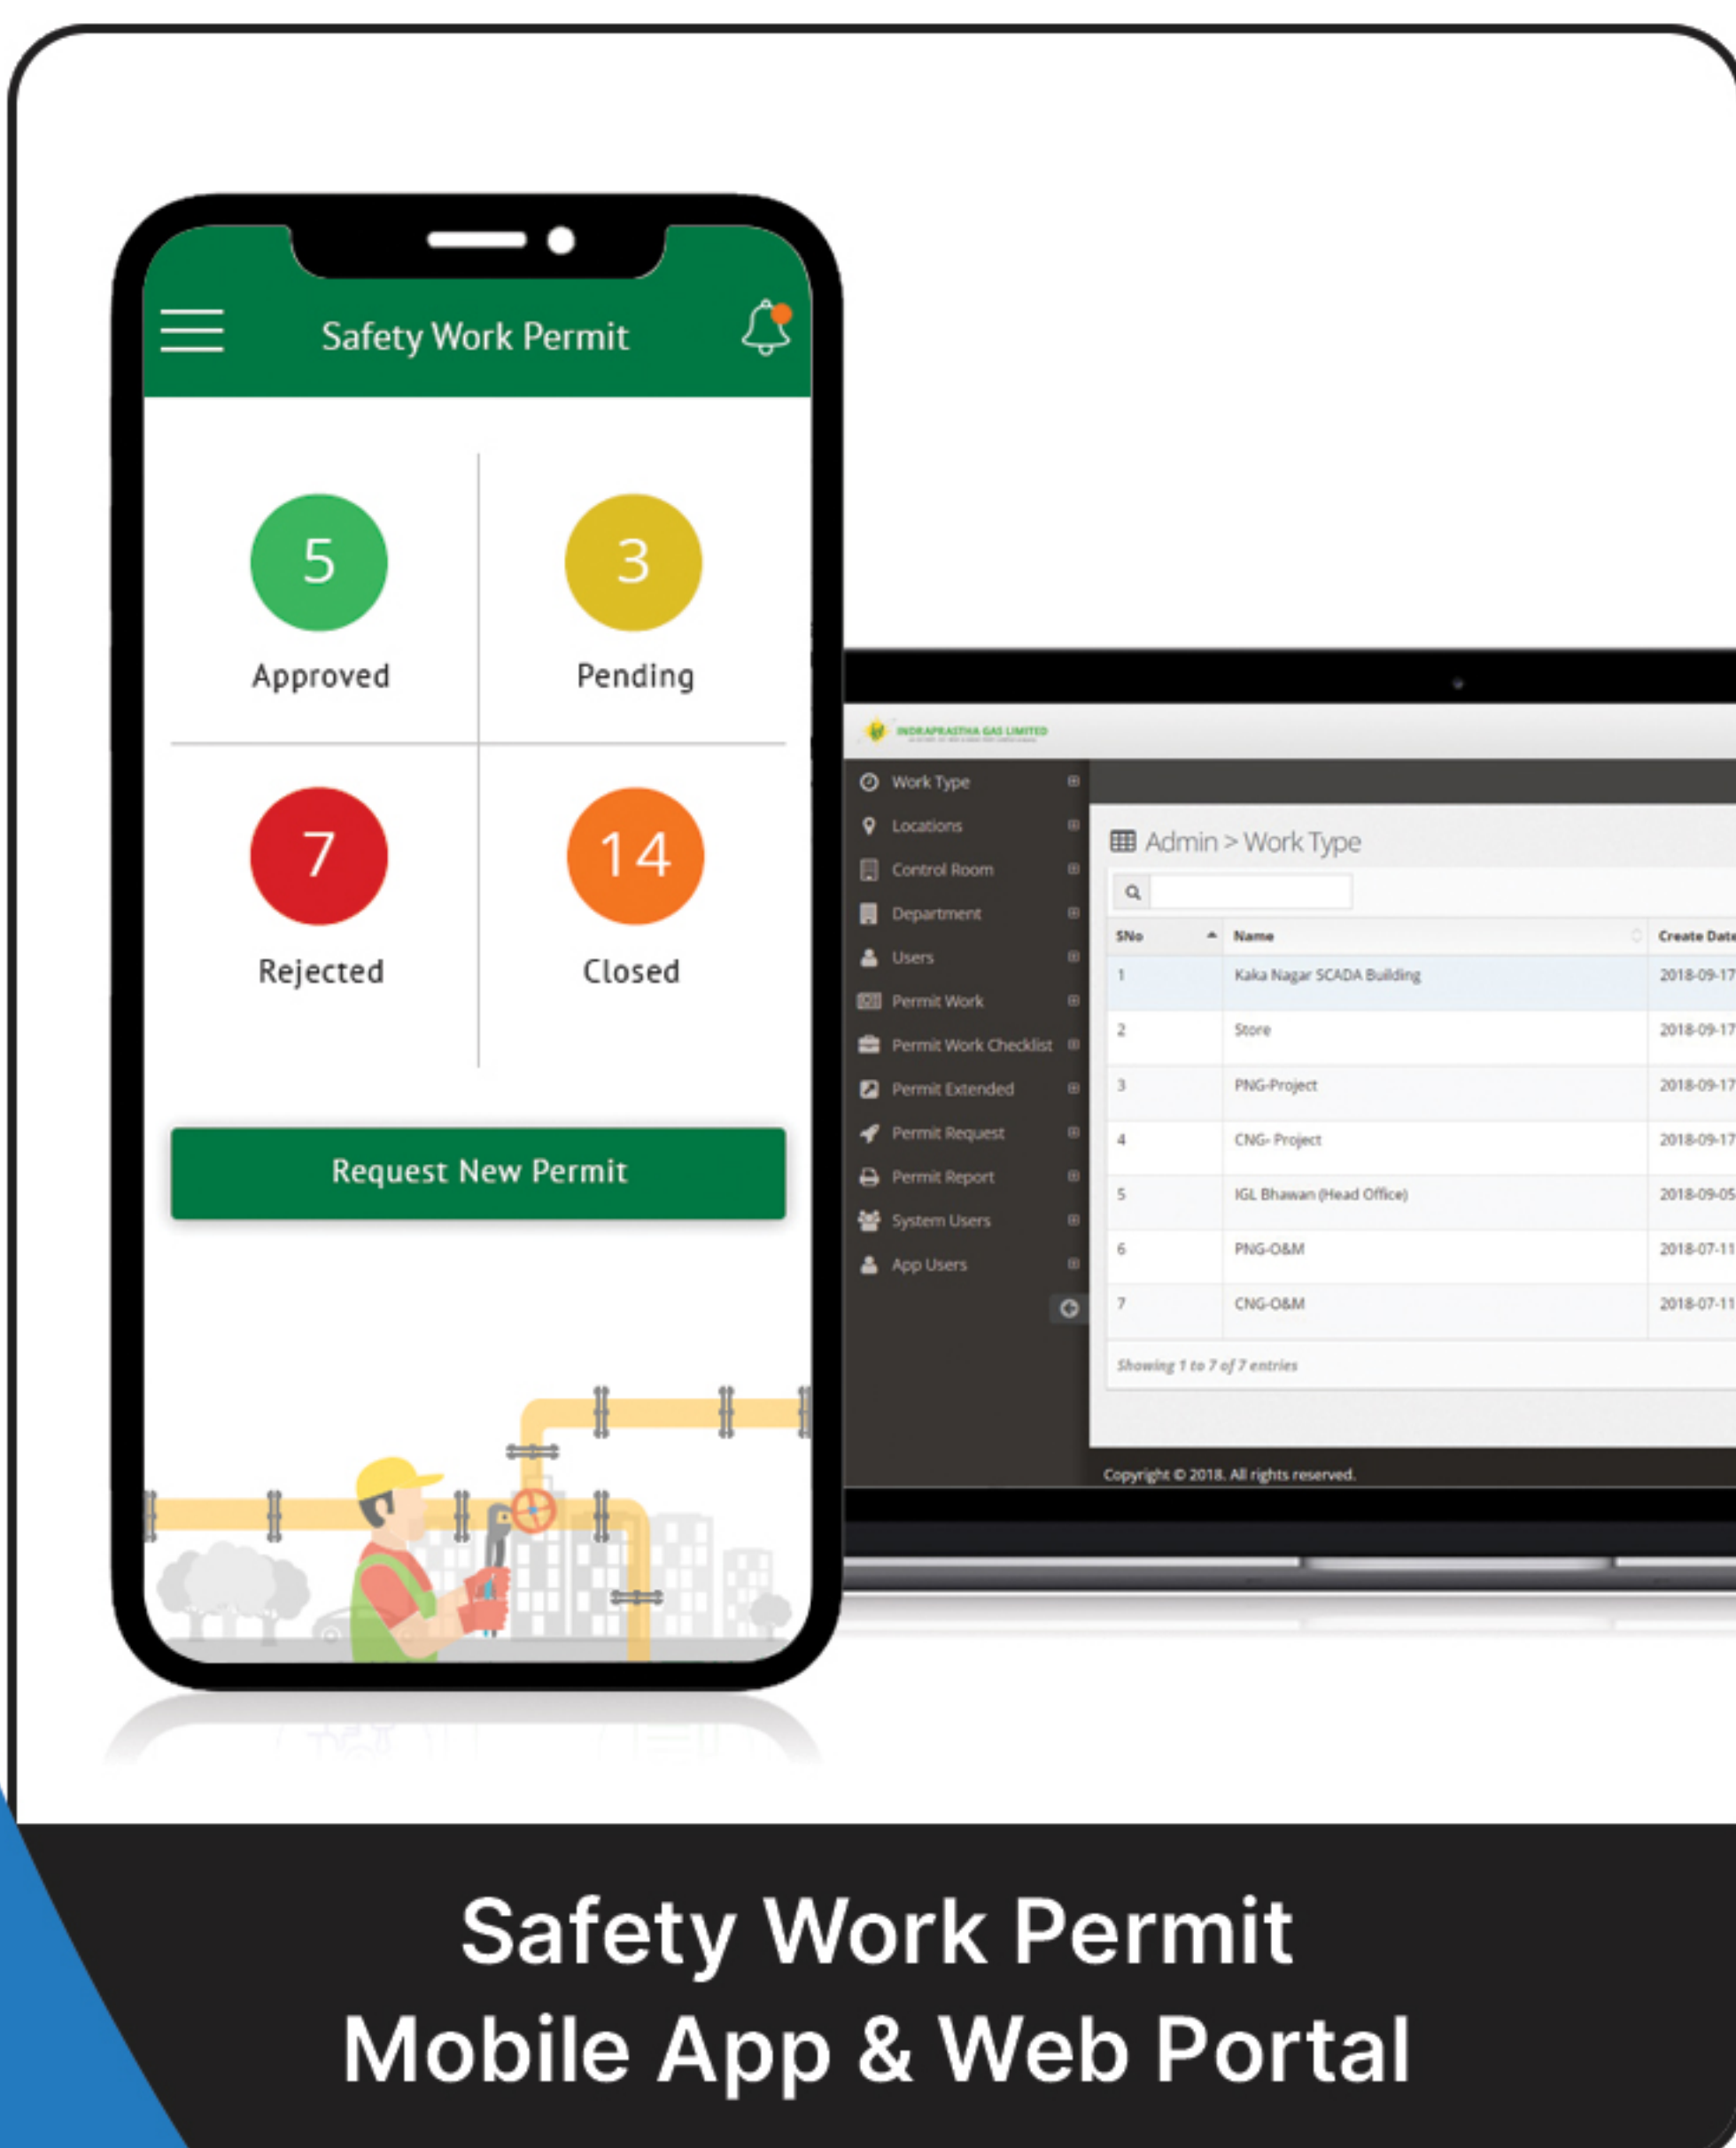 Safety Work Permit
5
3
Approved
Pending
7
14
Rejected
Closed
Request New Permit
INDRAPRASTHA GAS LIMITED
Work Type
Locations
Control Room
Department
Users
Permit Work
Permit Work Checklist
Permit Extended
Permit Request
Permit Report
System Users
App Users
Admin > Work Type
SNo Name Create Date
1 Kaka Nagar SCADA Building 2018-09-17
2 Store 2018-09-17
3 PNG-Project 2018-09-17
4 CNG- Project 2018-09-17
5 IGL Bhawan (Head Office) 2018-09-05
6 PNG-O&M 2018-07-11
7 CNG-O&M 2018-07-11
Showing 1 to 7 of 7 entries
Copyright © 2018. All rights reserved.
Safety Work Permit
Mobile App & Web Portal